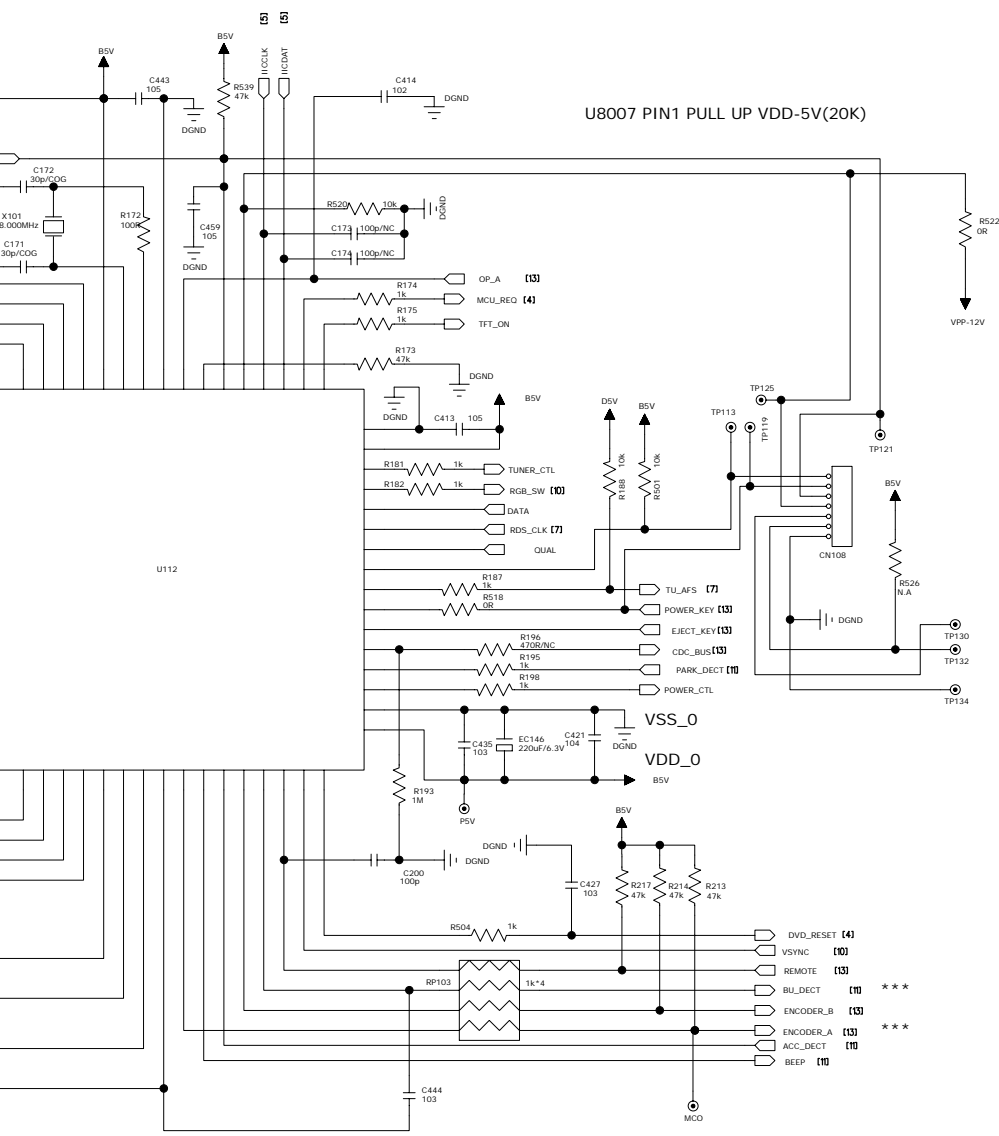 [5]
[5]
B5V
IICCLK
IICDAT
B5V
C443
105
R539
47k
C414
102
DGND
DGND
U8007 PIN1 PULL UP VDD-5V(20K)
C172
30p/COG
X101
8.000MHz
C171
30p/COG
R172
100R
C459
105
DGND
R520
10k
DGND
C173
100p/NC
C174
100p/NC
R522
0R
VPP-12V
OP_A
[13]
R174
1k
MCU_REQ [4]
R175
1k
TFT_ON
R173
47k
DGND
DGND
C413
105
B5V
D5V
B5V
TP125
TP113
TP119
TP121
R181
1k
TUNER_CTL
R182
1k
RGB_SW [10]
DATA
RDS_CLK [7]
QUAL
R188
10k
R501
10k
B5V
CN108
R526
N.A
U112
R187
1k
TU_AFS [7]
R518
0R
POWER_KEY [13]
EJECT_KEY[13]
DGND
TP130
R196
470R/NC
CDC_BUS[13]
TP132
R195
1k
PARK_DECT [11]
R198
1k
POWER_CTL
TP134
VSS_0
C435
103
EC146
220uF/6.3V
C421
104
DGND
VDD_0
B5V
R193
1M
P5V
B5V
DGND
DGND
C200
100p
C427
103
R217
47k
R214
47k
R213
47k
R504
1k
DVD_RESET [4]
VSYNC [10]
REMOTE [13]
RP103
1k*4
BU_DECT [11] ***
ENCODER_B [13]
ENCODER_A [13] ***
ACC_DECT [11]
BEEP [11]
C444
103
MCO